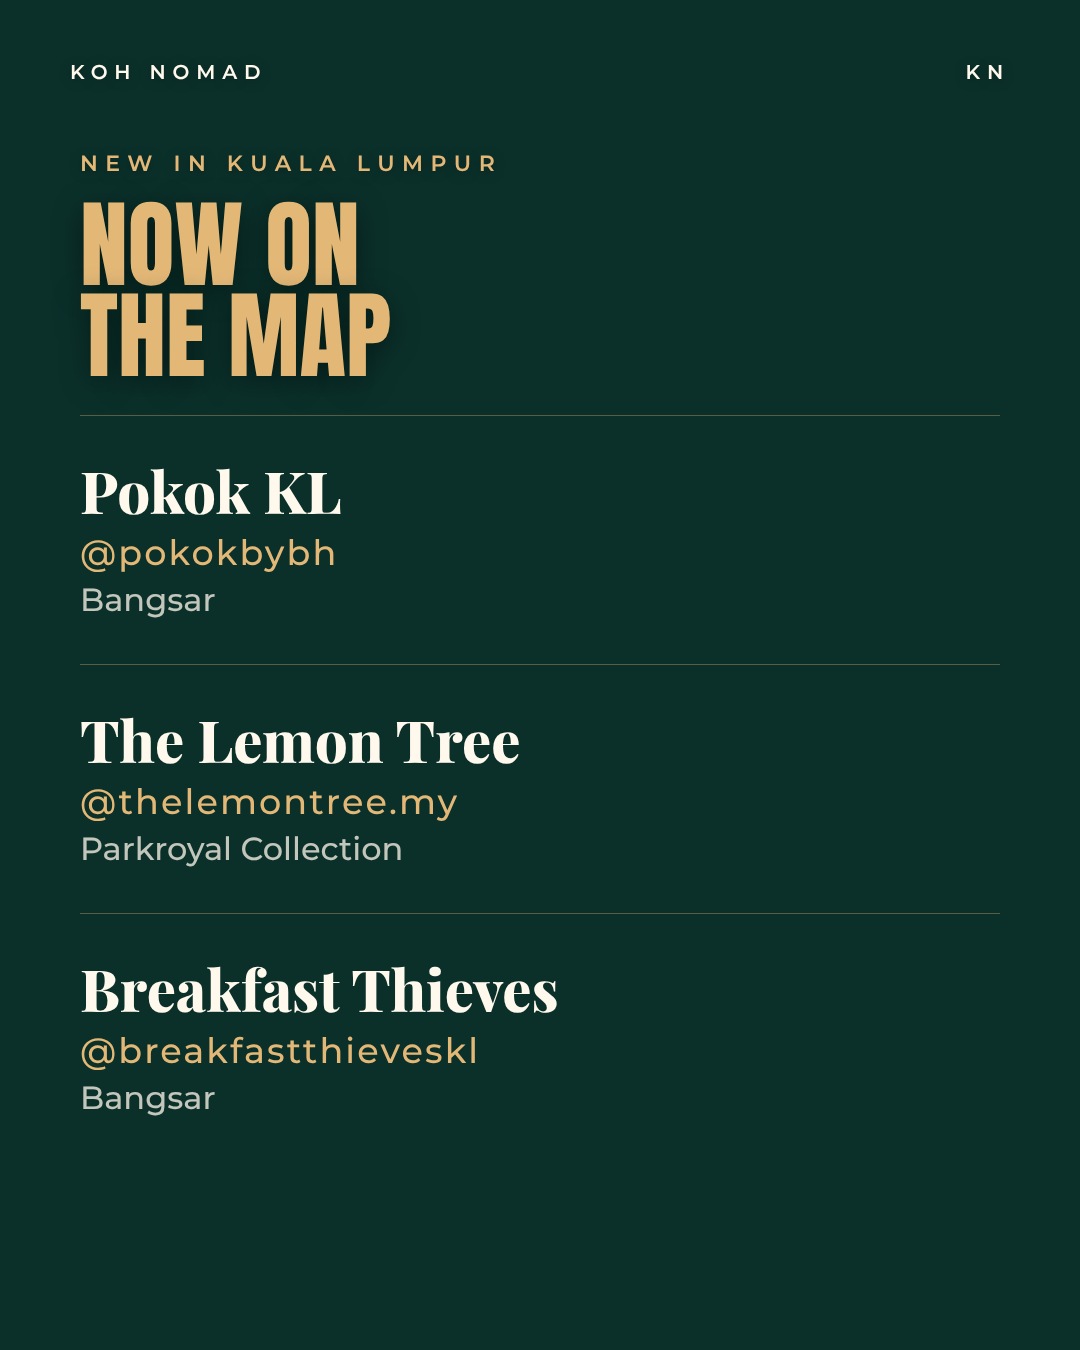 KOH NOMAD
KN
NEW IN KUALA LUMPUR
NOW ON
THE MAP
Pokok KL
@pokokbybh
Bangsar
The Lemon Tree
@thelemontree.my
Parkroyal Collection
Breakfast Thieves
@breakfastthieveskl
Bangsar